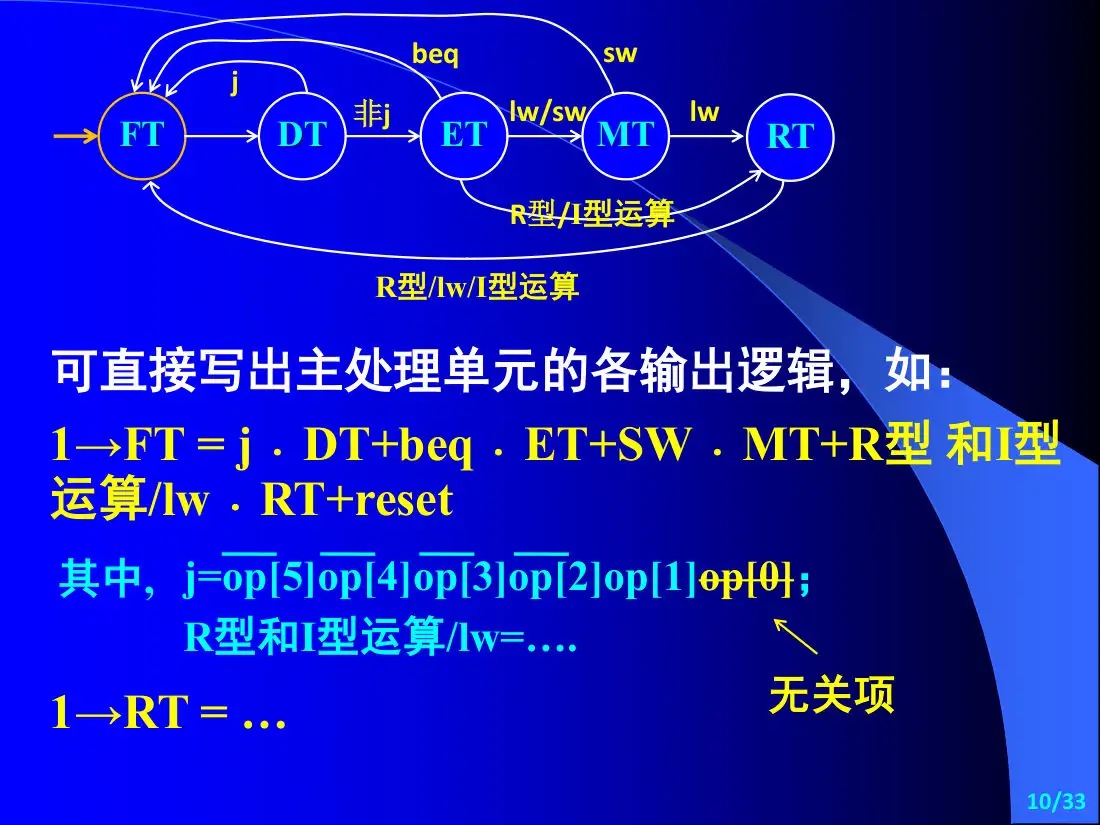 beq
sw
j
FT
DT
非j
ET
lw/sw
MT
lw
RT
R型/I型运算
R型/lw/I型运算
可直接写出主处理单元的各输出逻辑，如：
1→FT = j · DT+beq · ET+SW · MT+R型 和I型
运算/lw · RT+reset
其中, j=o̅p̅[5]o̅p̅[4]o̅p̅[3]o̅p̅[2]op[1]op[0]；
R型和I型运算/lw=….
无关项
1→RT = …
10/33